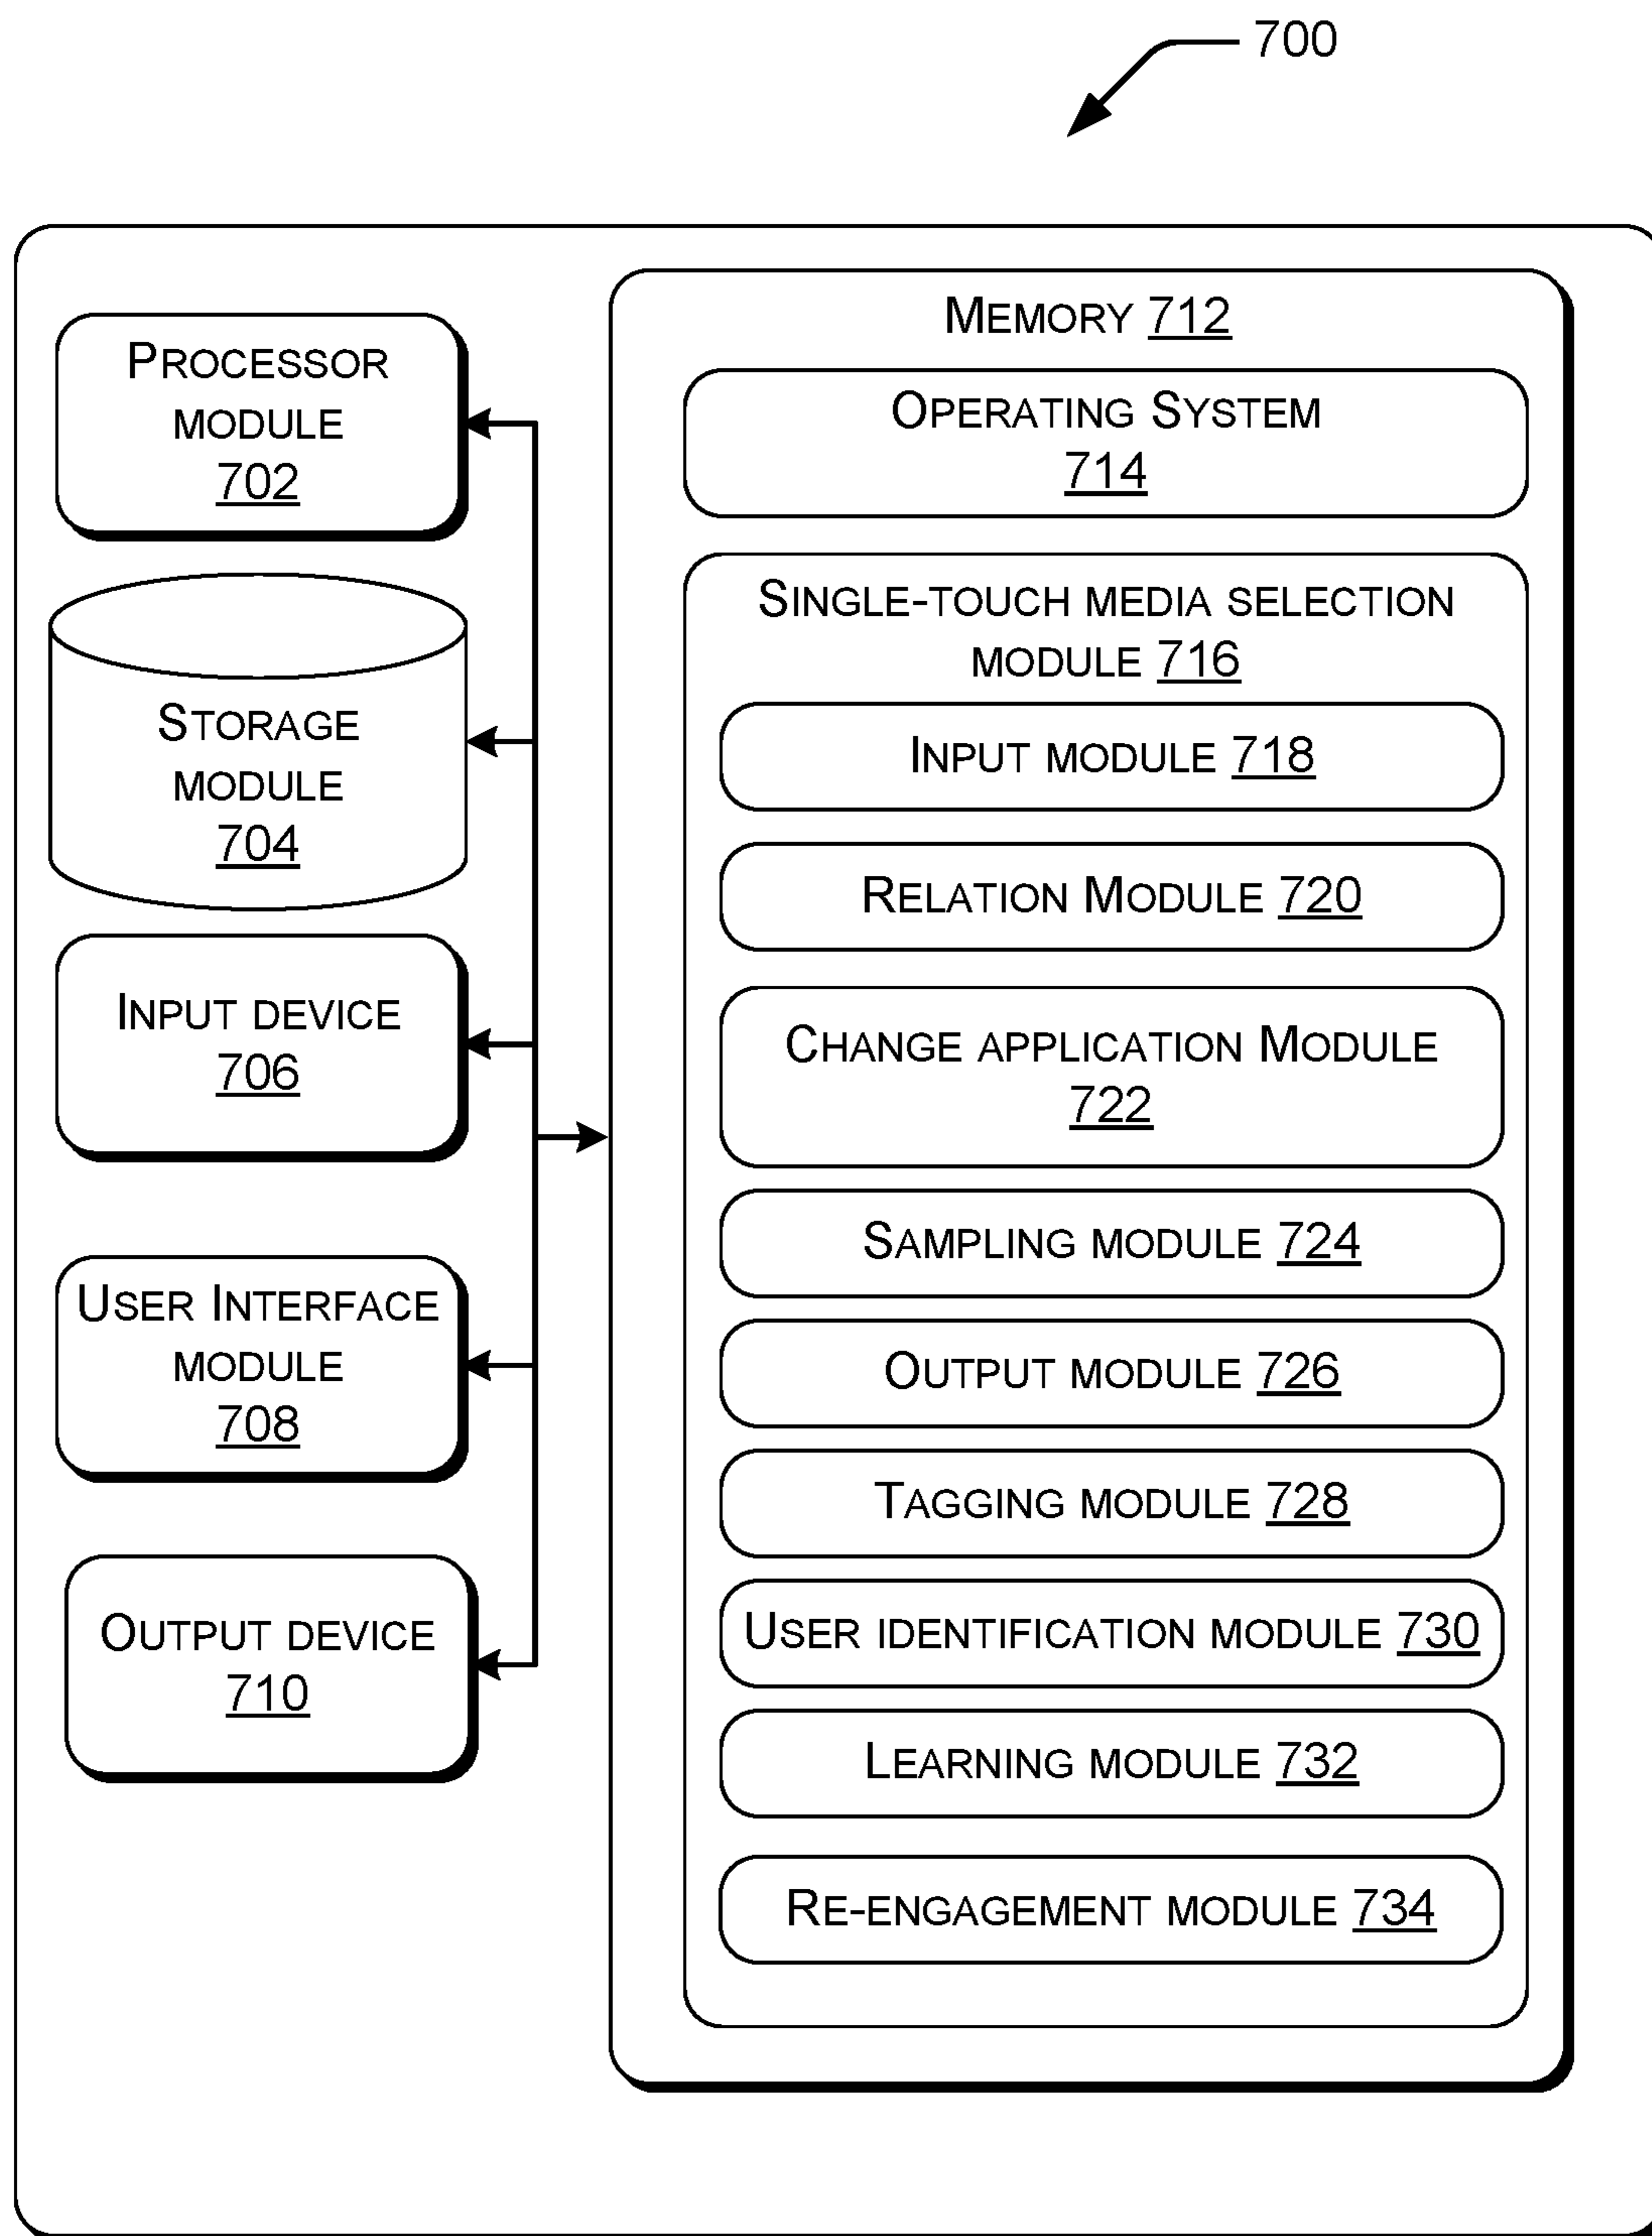 700
PROCESSOR
MODULE
702
STORAGE
MODULE
704
INPUT DEVICE
706
USER INTERFACE
MODULE
708
OUTPUT DEVICE
710
MEMORY 712
OPERATING SYSTEM
714
SINGLE-TOUCH MEDIA SELECTION
MODULE 716
INPUT MODULE 718
RELATION MODULE 720
CHANGE APPLICATION MODULE
722
SAMPLING MODULE 724
OUTPUT MODULE 726
TAGGING MODULE 728
USER IDENTIFICATION MODULE 730
LEARNING MODULE 732
RE-ENGAGEMENT MODULE 734